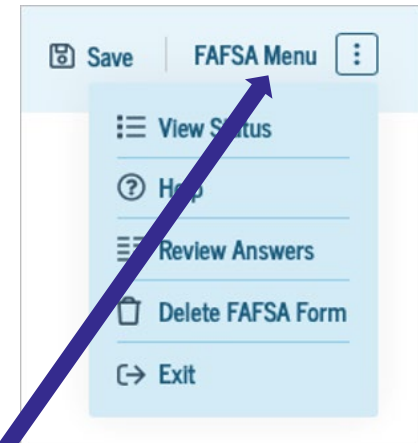 Save FAFSA Menu
View Status
Help
Review Answers
Delete FAFSA Form
Exit